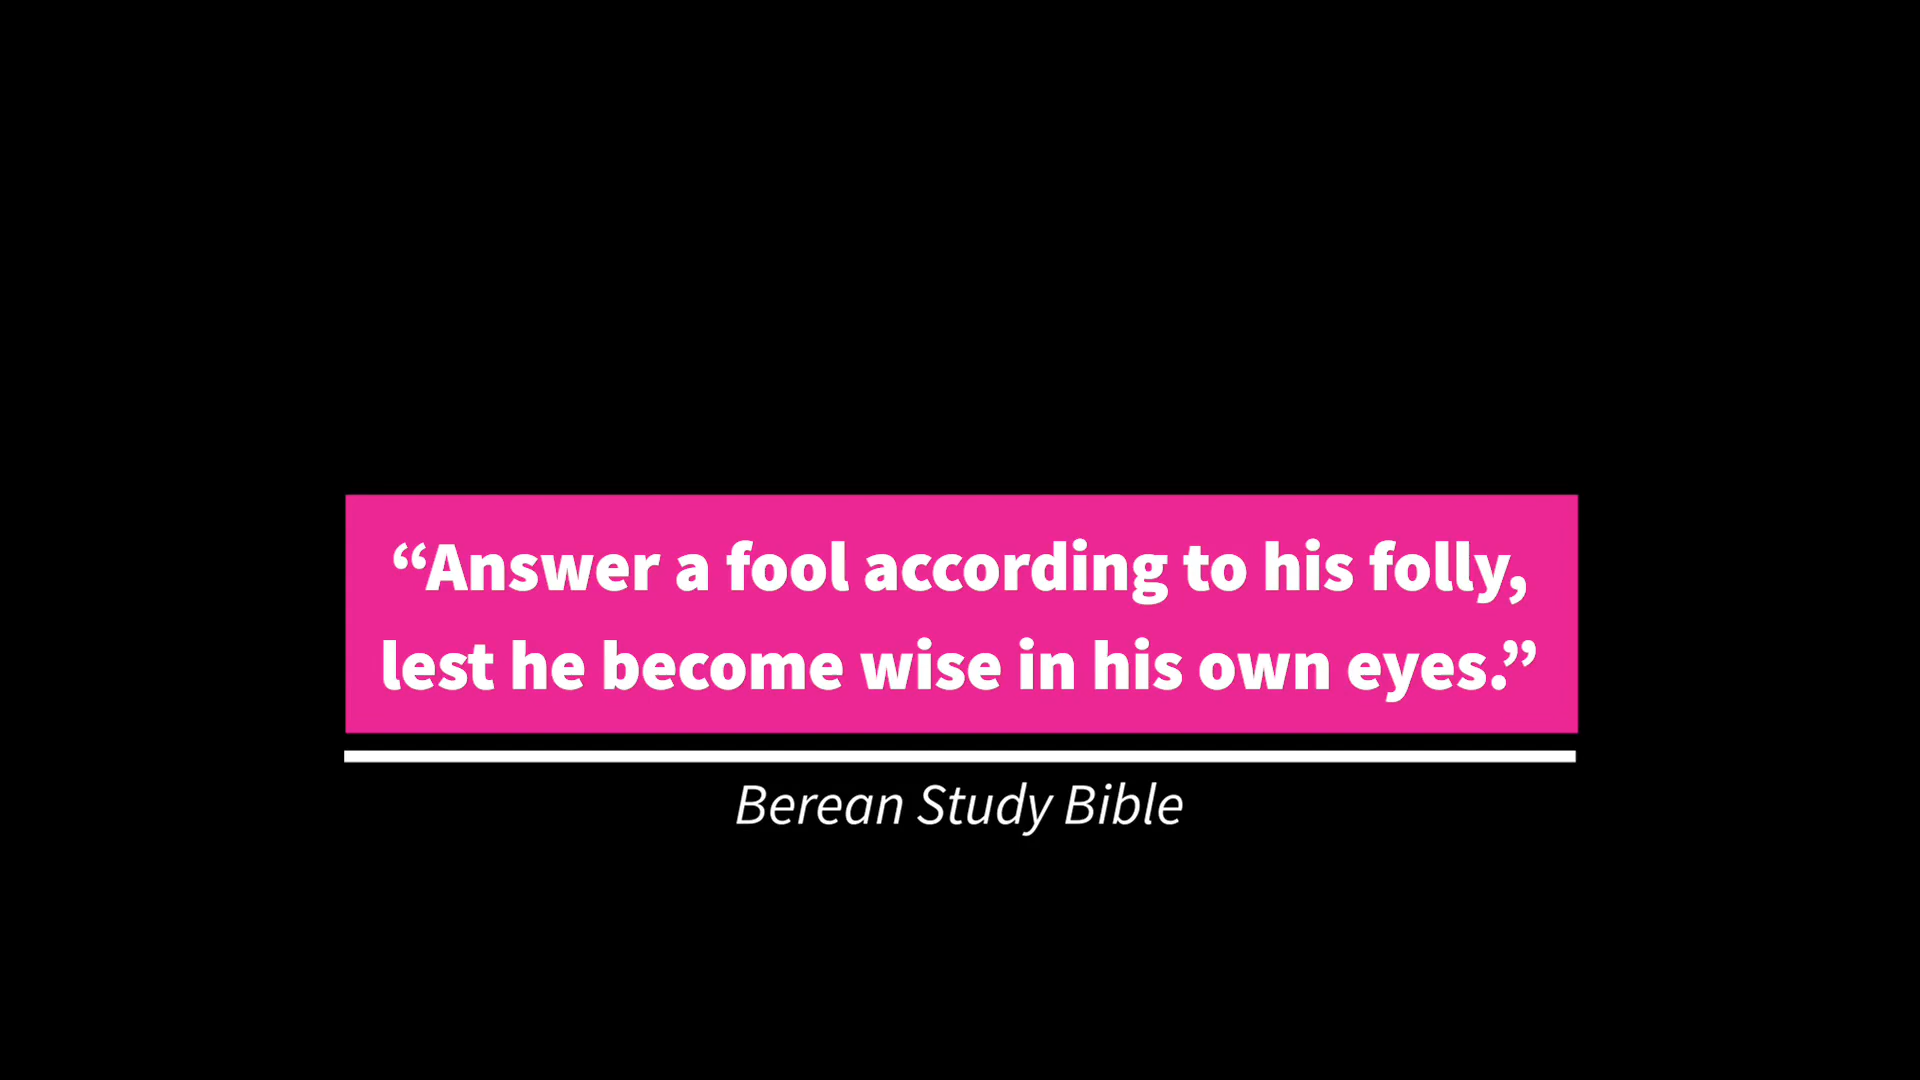 “Answer a fool according to his folly,
lest he become wise in his own eyes.”
Berean Study Bible